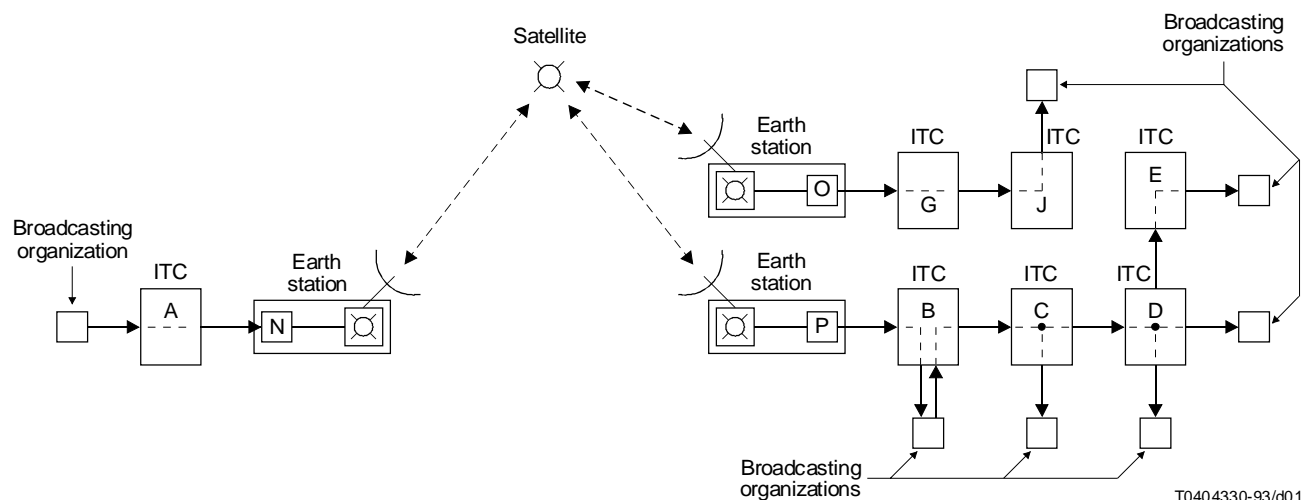 Broadcasting
organizations
Satellite
Earth
station
ITC
ITC
ITC
O
G
J
E
Broadcasting
organization
ITC
Earth
station
Earth
station
ITC
ITC
ITC
A
N
P
B
C
D
Broadcasting
organizations
T0404330-93/d01